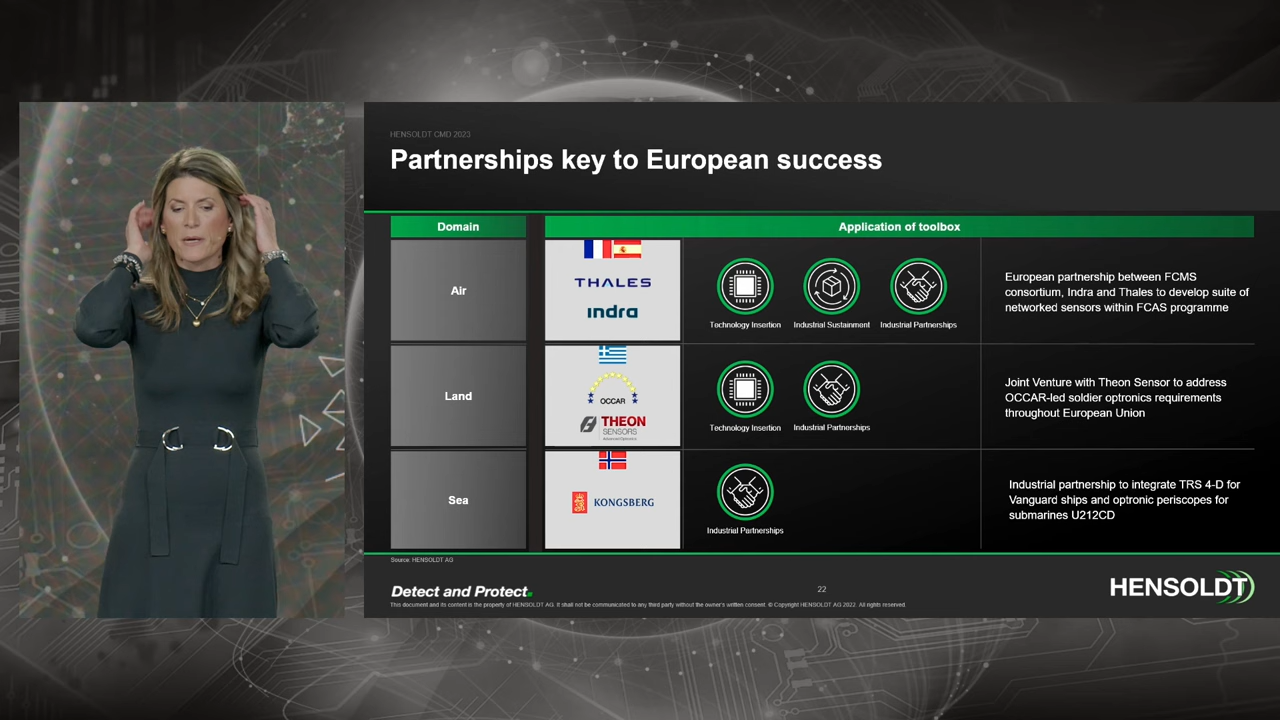 HENSOLDT CMD 2023
Partnerships key to European success
Domain
Application of toolbox
Air
THALES
indra
Technology Insertion
Industrial Sustainment
Industrial Partnerships
European partnership between FCMS
consortium, Indra and Thales to develop suite of
networked sensors within FCAS programme
Land
OCCAR
THEON
SENSORS
Advanced Optronics
Technology Insertion
Industrial Partnerships
Joint Venture with Theon Sensor to address
OCCAR-led soldier optronics requirements
throughout European Union
Sea
KONGSBERG
Industrial Partnerships
Industrial partnership to integrate TRS 4-D for
Vanguard ships and optronic periscopes for
submarines U212CD
Source: HENSOLDT AG
Detect and Protect.
22
This document and its content is the property of HENSOLDT AG. It shall not be communicated to any third party without the owner's written consent. © Copyright HENSOLDT AG 2022. All rights reserved.
HENSOLDT